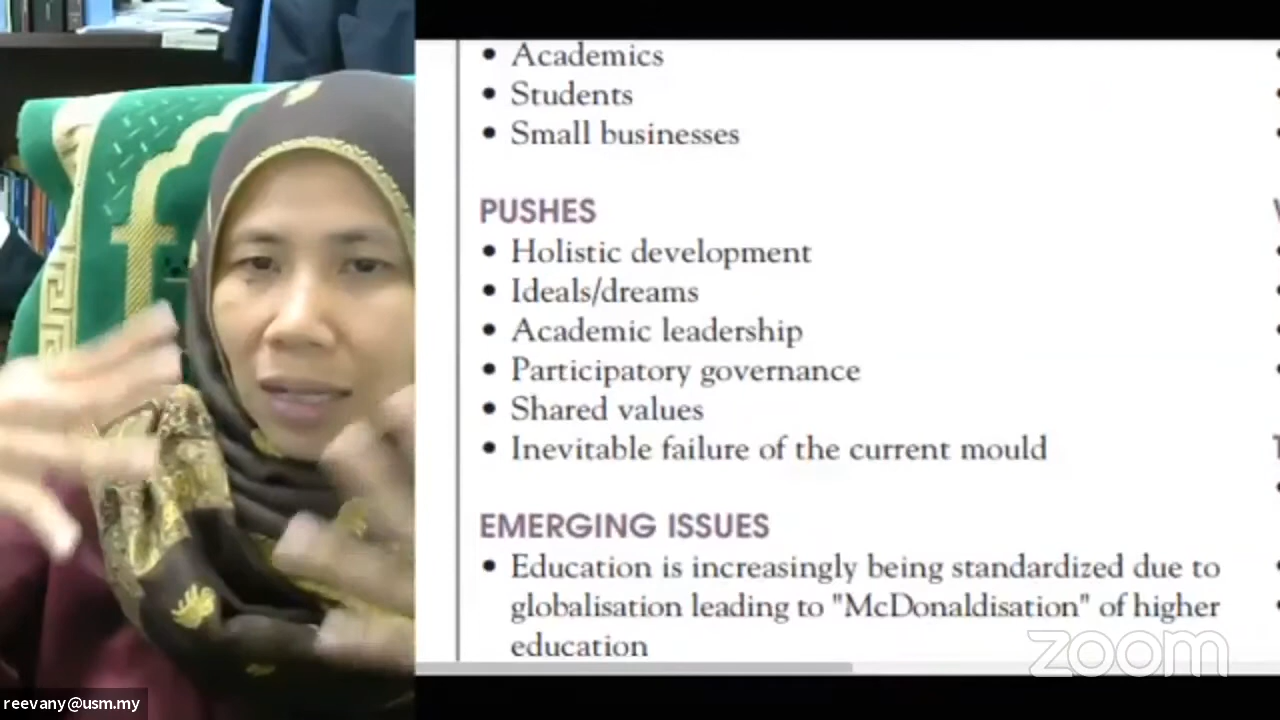 • Academics
• Students
• Small businesses
PUSHES
• Holistic development
• Ideals/dreams
• Academic leadership
• Participatory governance
• Shared values
• Inevitable failure of the current mould
EMERGING ISSUES
• Education is increasingly being standardized due to
globalisation leading to "McDonaldisation" of higher
education
zoom
reevany@usm.my